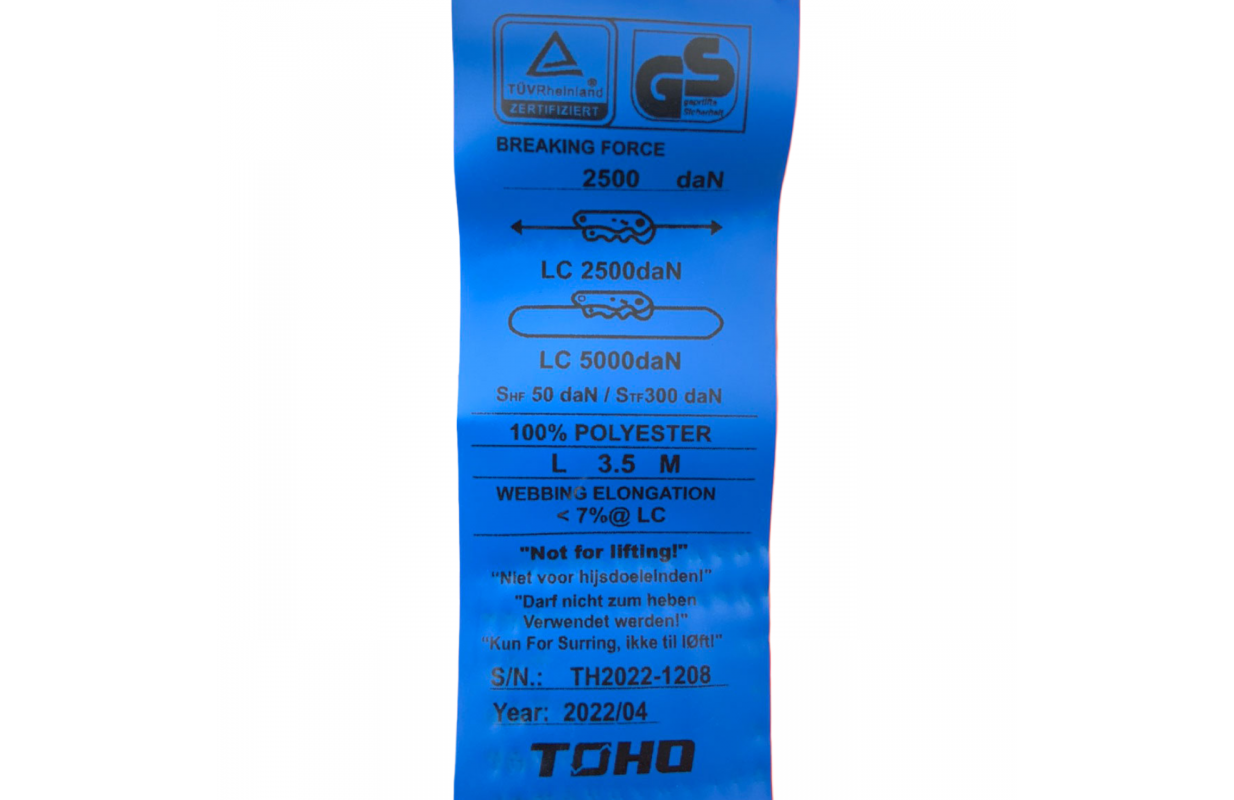 TÜVRheinland®
ZERTIFIZIERT
GS
geprüfte
Sicherheit
BREAKING FORCE
2500 daN
LC 2500daN
LC 5000daN
SHF 50 daN / STF300 daN
100% POLYESTER
L 3.5 M
WEBBING ELONGATION
< 7%@ LC
"Not for lifting!"
"Niet voor hijsdoeleinden!"
"Darf nicht zum heben
Verwendet werden!"
"Kun For Surring, ikke til lØft!"
S/N.: TH2022-1208
Year: 2022/04
TOHO